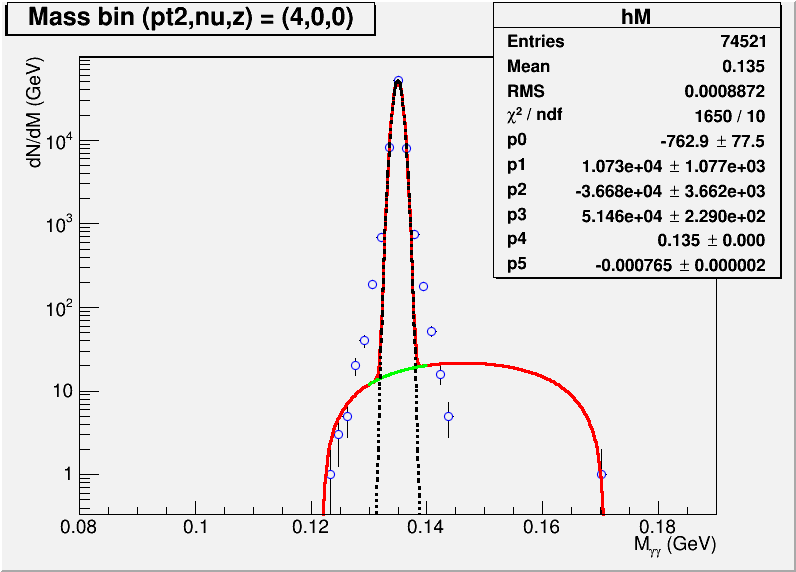 Mass bin (pt2,nu,z) = (4,0,0)
hM
Entries 74521
Mean 0.135
RMS 0.0008872
χ² / ndf 1650 / 10
p0 -762.9 ± 77.5
p1 1.073e+04 ± 1.077e+03
p2 -3.668e+04 ± 3.662e+03
p3 5.146e+04 ± 2.290e+02
p4 0.135 ± 0.000
p5 -0.000765 ± 0.000002
dN/dM (GeV)
10⁴
10³
10²
10
1
0.08 0.1 0.12 0.14 0.16 0.18
Mγγ (GeV)